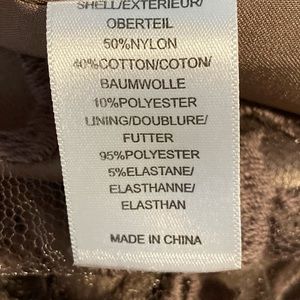 SHELL/EXTERIEUR/
OBERTEIL
50%NYLON
40%COTTON/COTON/
BAUMWOLLE
10%POLYESTER
LINING/DOUBLURE/
FUTTER
95%POLYESTER
5%ELASTANE/
ELASTHANNE/
ELASTHAN
MADE IN CHINA